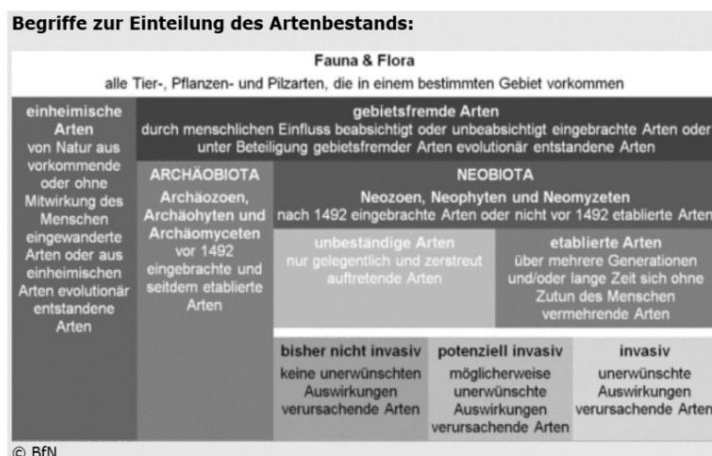 Begriffe zur Einteilung des Artenbestands:
Fauna & Flora
alle Tier-, Pflanzen- und Pilzarten, die in einem bestimmten Gebiet vorkommen
einheimische
Arten
von Natur aus
vorkommende
oder ohne
Mitwirkung des
Menschen
eingewanderte
Arten oder aus
einheimischen
Arten evolutionär
entstandene
Arten
gebietsfremde Arten
durch menschlichen Einfluss beabsichtigt oder unbeabsichtigt eingebrachte Arten oder
unter Beteiligung gebietsfremder Arten evolutionär entstandene Arten
ARCHÄOBIOTA
Archäozoen,
Archäohyten und
Archäomyceten
vor 1492
eingebrachte und
seitdem etablierte
Arten
NEOBIOTA
Neozoen, Neophyten und Neomyzeten
nach 1492 eingebrachte Arten oder nicht vor 1492 etablierte Arten
unbeständige Arten
nur gelegentlich und zerstreut
auftretende Arten
etablierte Arten
über mehrere Generationen
und/oder lange Zeit sich ohne
Zutun des Menschen
vermehrende Arten
bisher nicht invasiv
keine unerwünschten
Auswirkungen
verursachende Arten
potenziell invasiv
möglicherweise
unerwünschte
Auswirkungen
verursachende Arten
invasiv
unerwünschte
Auswirkungen
verursachende Arten
© BfN